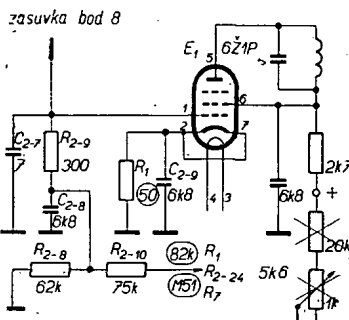 zasuvka bod 8
E₁
6Ž1P
5
1
6
2
7
4
3
C₂₋₇
7
R₂₋₉
300
R₁
50
C₂₋₉
6k8
C₂₋₈
6k8
6k8
2k7
+
20k
5k6
1k
R₂₋₈
62k
R₂₋₁₀
75k
82k
R₁
R₂₋₂₄
M51
R₇